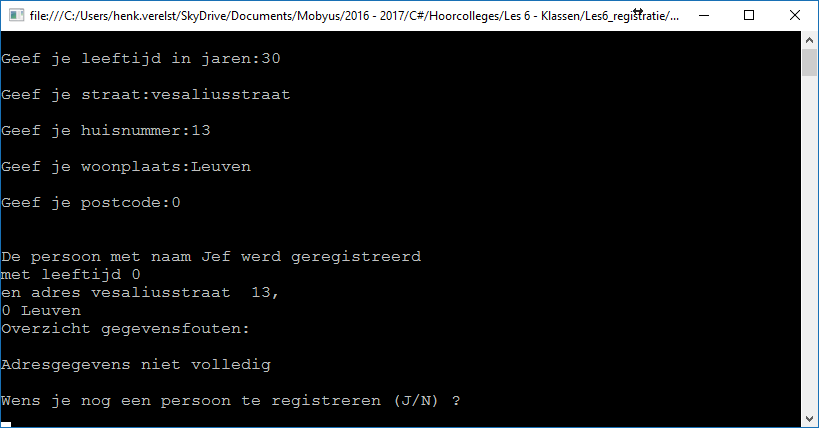 file:///C:/Users/henk.verelst/SkyDrive/Documents/Mobyus/2016 - 2017/C#/Hoorcolleges/Les 6 - Klassen/Les6_registratie/...
Geef je leeftijd in jaren:30
Geef je straat:vesaliusstraat
Geef je huisnummer:13
Geef je woonplaats:Leuven
Geef je postcode:0
De persoon met naam Jef werd geregistreerd
met leeftijd 0
en adres vesaliusstraat  13,
0 Leuven
Overzicht gegevensfouten:
Adresgegevens niet volledig
Wens je nog een persoon te registreren (J/N) ?